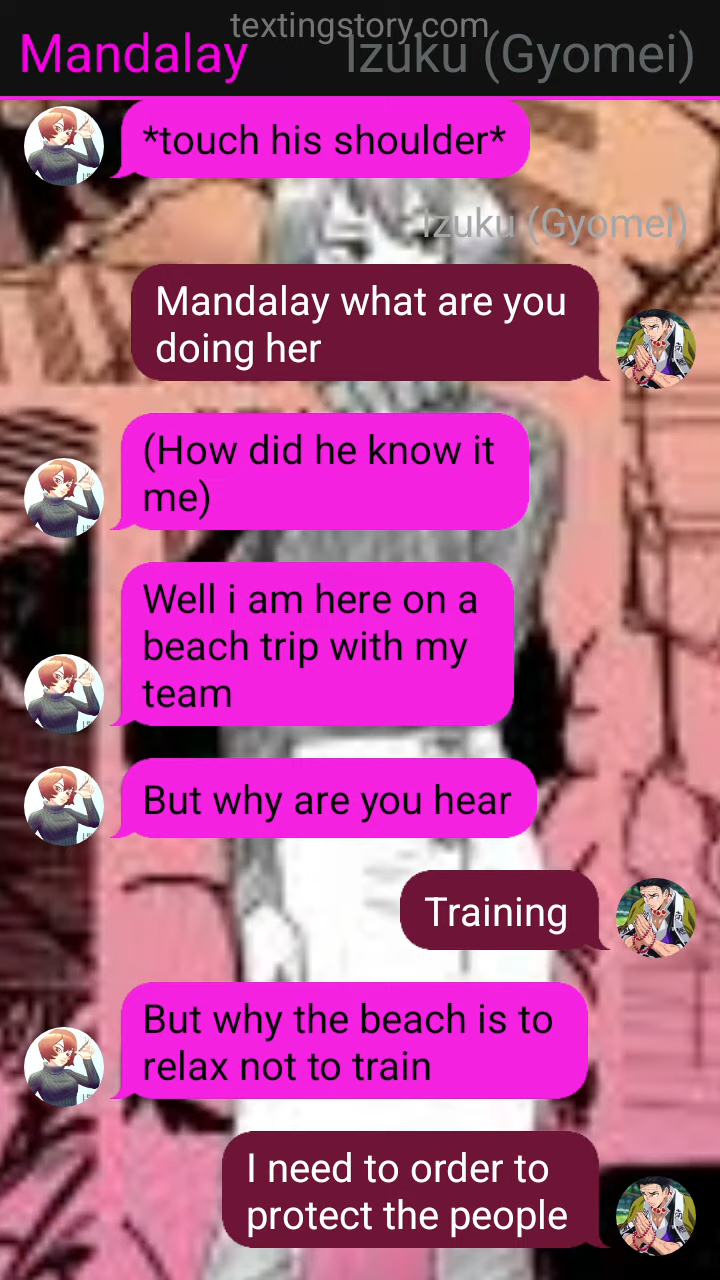 textingstory.com
Mandalay Izuku (Gyomei)
*touch his shoulder*
Izuku (Gyomei)
Mandalay what are you
doing her
(How did he know it
me)
Well i am here on a
beach trip with my
team
But why are you hear
Training
But why the beach is to
relax not to train
I need to order to
protect the people